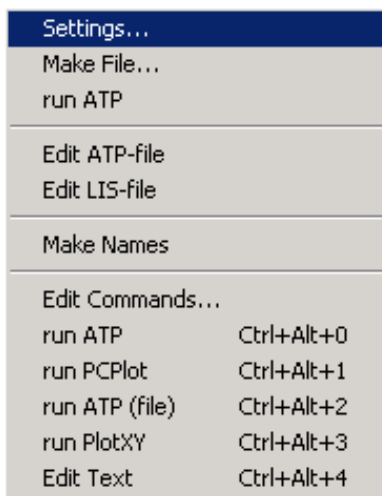 Settings...
Make File...
run ATP
Edit ATP-file
Edit LIS-file
Make Names
Edit Commands...
run ATP Ctrl+Alt+0
run PCPlot Ctrl+Alt+1
run ATP (file) Ctrl+Alt+2
run PlotXY Ctrl+Alt+3
Edit Text Ctrl+Alt+4